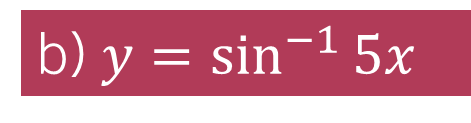 b) y = sin⁻¹ 5x